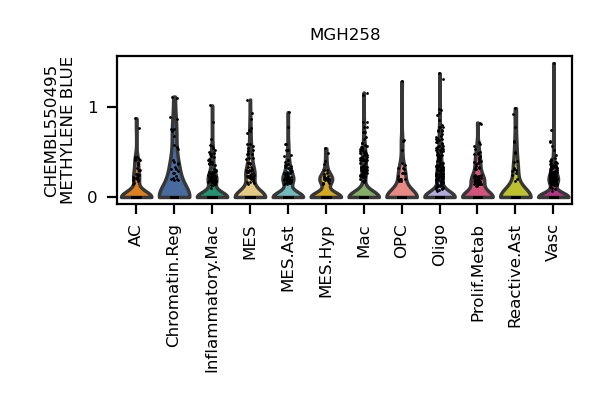 MGH258
CHEMBL550495
METHYLENE BLUE
1
0
AC
Chromatin.Reg
Inflammatory.Mac
MES
MES.Ast
MES.Hyp
Mac
OPC
Oligo
Prolif.Metab
Reactive.Ast
Vasc